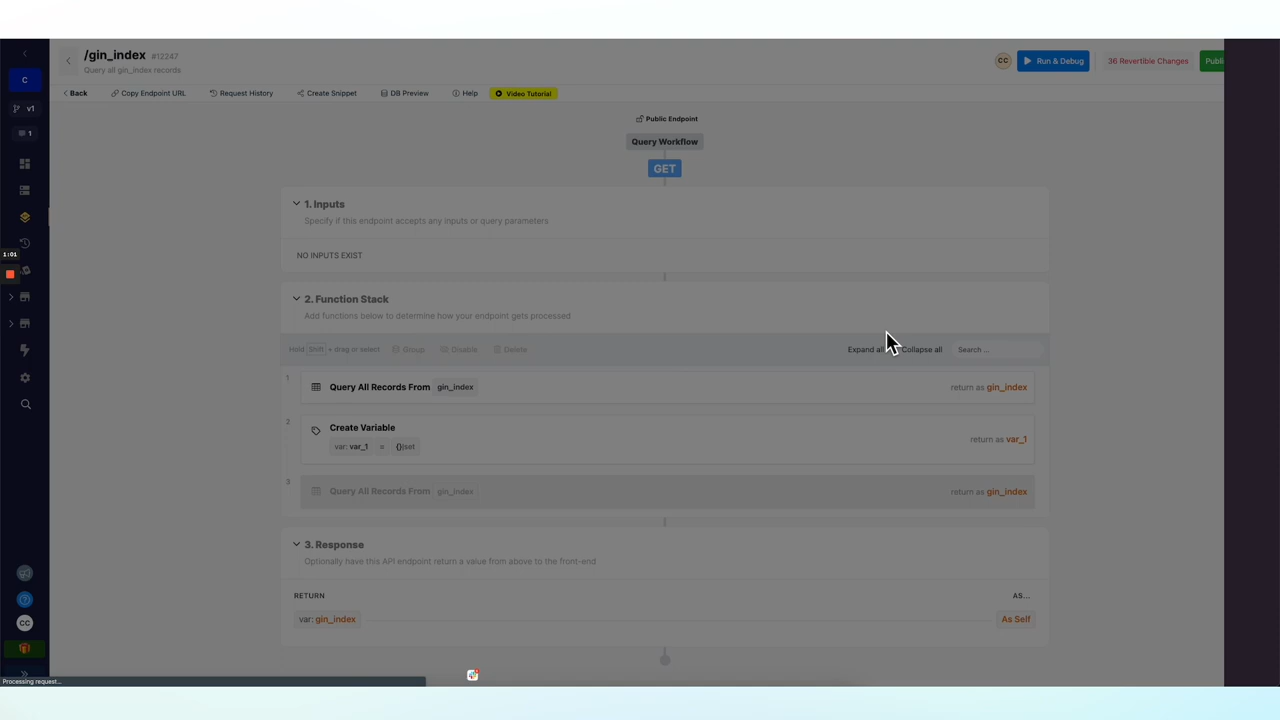 /gin_index #12247
Query all gin_index records
CC Run & Debug 36 Revertible Changes Publi
C
v1
1
Back Copy Endpoint URL Request History Create Snippet DB Preview Help Video Tutorial
Public Endpoint
Query Workflow
GET
1. Inputs
Specify if this endpoint accepts any inputs or query parameters
NO INPUTS EXIST
1:01
2. Function Stack
Add functions below to determine how your endpoint gets processed
Hold Shift + drag or select Group Disable Delete Expand all Collapse all Search ...
1 Query All Records From gin_index return as gin_index
2 Create Variable
var: var_1 = {}|set return as var_1
3 Query All Records From gin_index return as gin_index
3. Response
Optionally have this API endpoint return a value from above to the front-end
RETURN AS...
var: gin_index As Self
CC
Processing request...